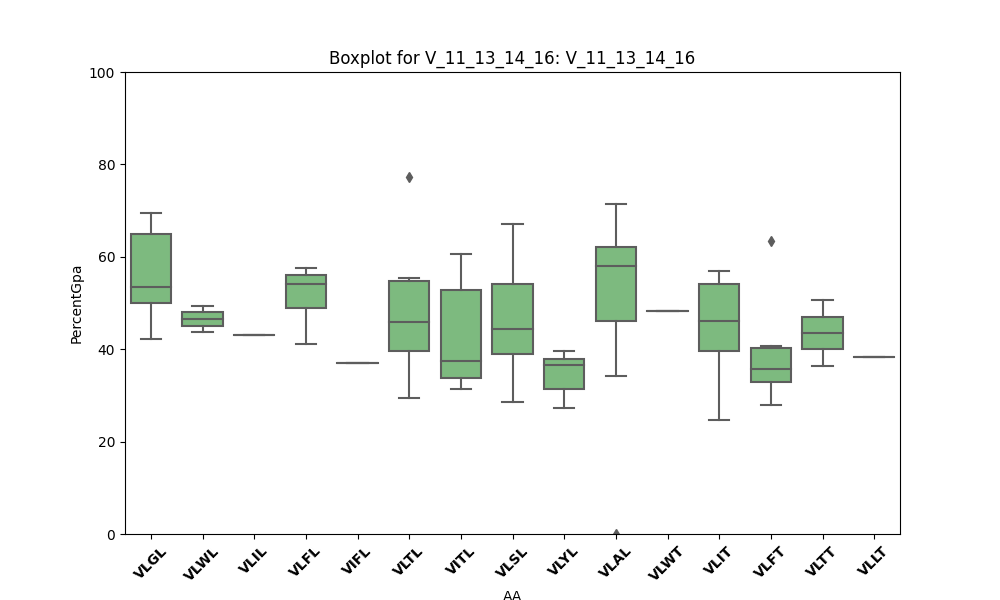 Boxplot for V_11_13_14_16: V_11_13_14_16
100
80
60
40
20
0
PercentGpa
VLGL VLWL VLIL VLFL VIFL VLTL VITL VLSL VLYL VLAL VLWT VLIT VLFT VLTT VLLT
AA